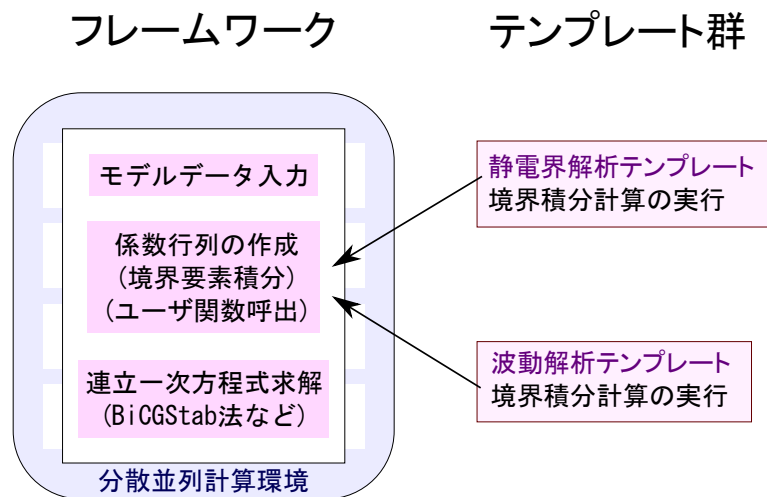 フレームワーク
テンプレート群
モデルデータ入力
係数行列の作成
(境界要素積分)
(ユーザ関数呼出)
連立一次方程式求解
(BiCGStab法など)
分散並列計算環境
静電界解析テンプレート
境界積分計算の実行
波動解析テンプレート
境界積分計算の実行